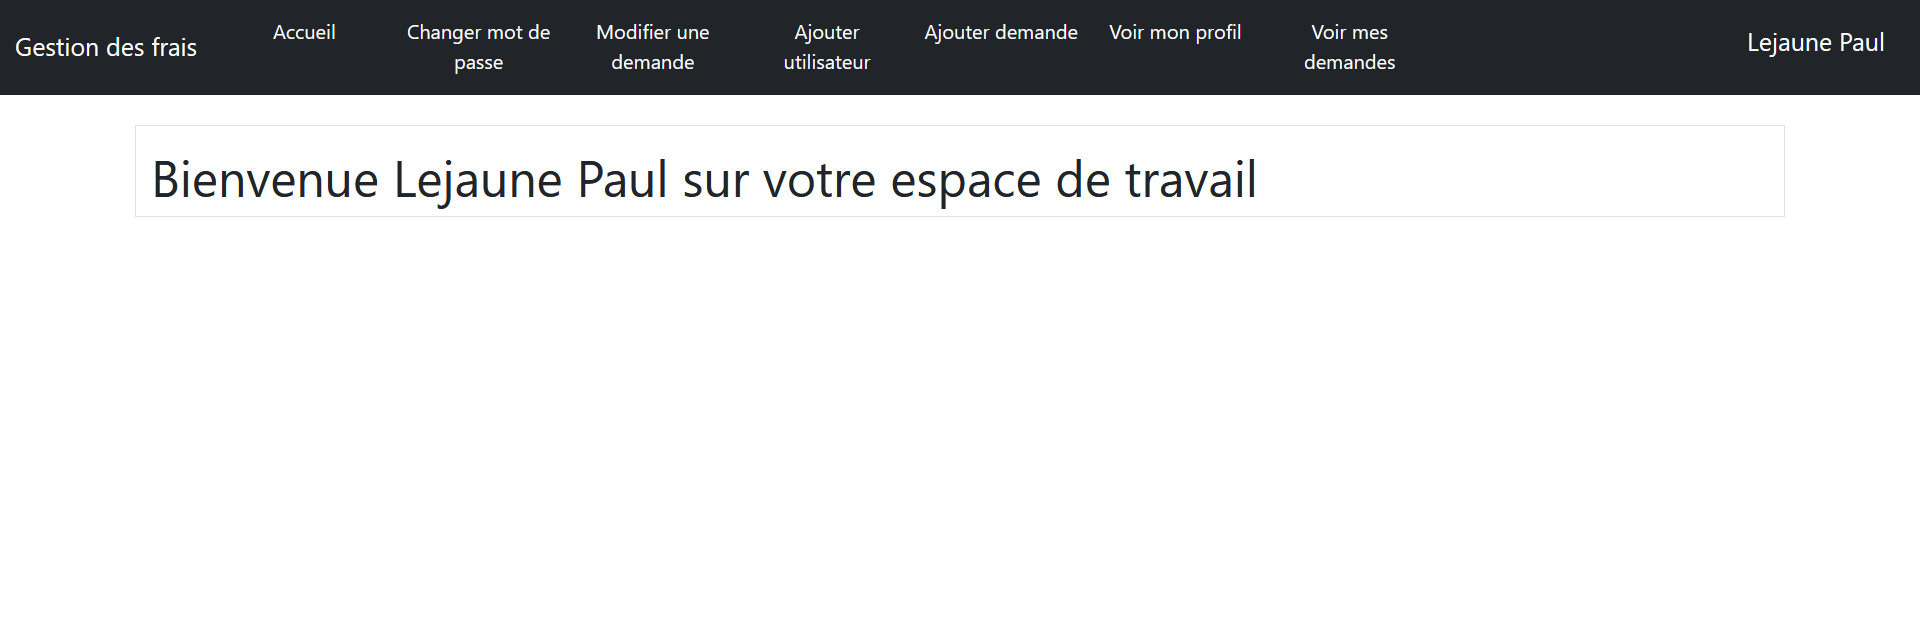 Gestion des frais
Accueil
Changer mot de
passe
Modifier une
demande
Ajouter
utilisateur
Ajouter demande
Voir mon profil
Voir mes
demandes
Lejaune Paul
Bienvenue Lejaune Paul sur votre espace de travail